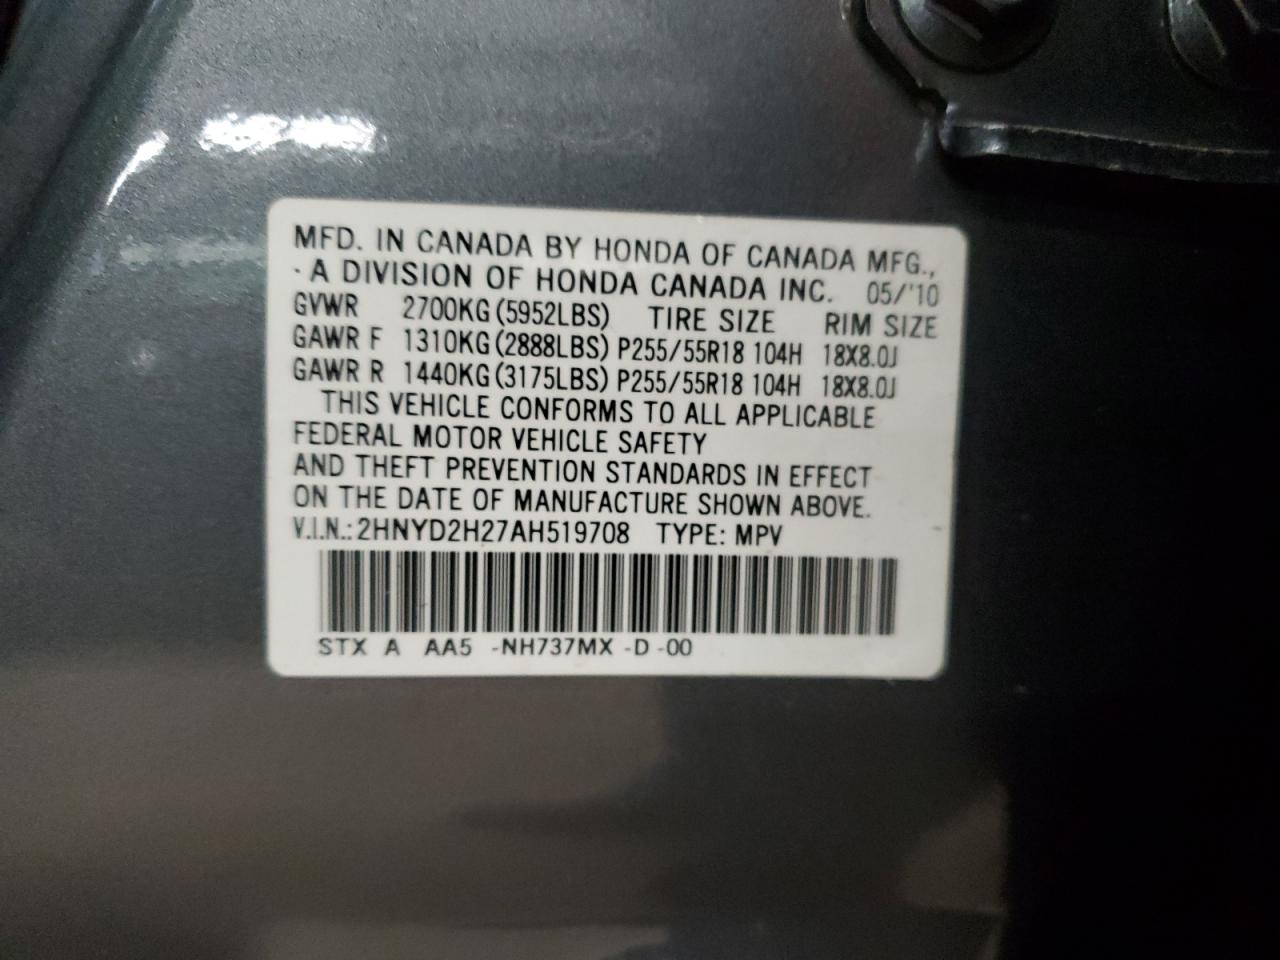 MFD. IN CANADA BY HONDA OF CANADA MFG.,
· A DIVISION OF HONDA CANADA INC. 05/'10
GVWR 2700KG (5952LBS) TIRE SIZE RIM SIZE
GAWR F 1310KG (2888LBS) P255/55R18 104H 18X8.0J
GAWR R 1440KG (3175LBS) P255/55R18 104H 18X8.0J
THIS VEHICLE CONFORMS TO ALL APPLICABLE
FEDERAL MOTOR VEHICLE SAFETY
AND THEFT PREVENTION STANDARDS IN EFFECT
ON THE DATE OF MANUFACTURE SHOWN ABOVE.
V.I.N.: 2HNYD2H27AH519708 TYPE: MPV
STX A AA5 -NH737MX -D -00